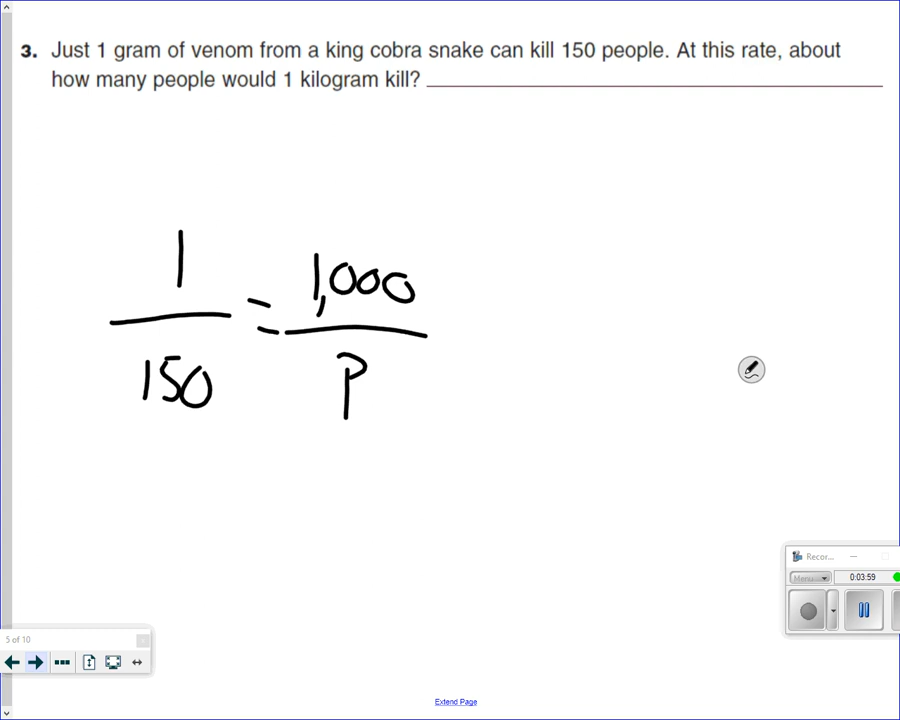 3. Just 1 gram of venom from a king cobra snake can kill 150 people. At this rate, about
how many people would 1 kilogram kill?
1 = 1,000
150 P
Recor...
Menu
0:03:59
5 of 10
Extend Page